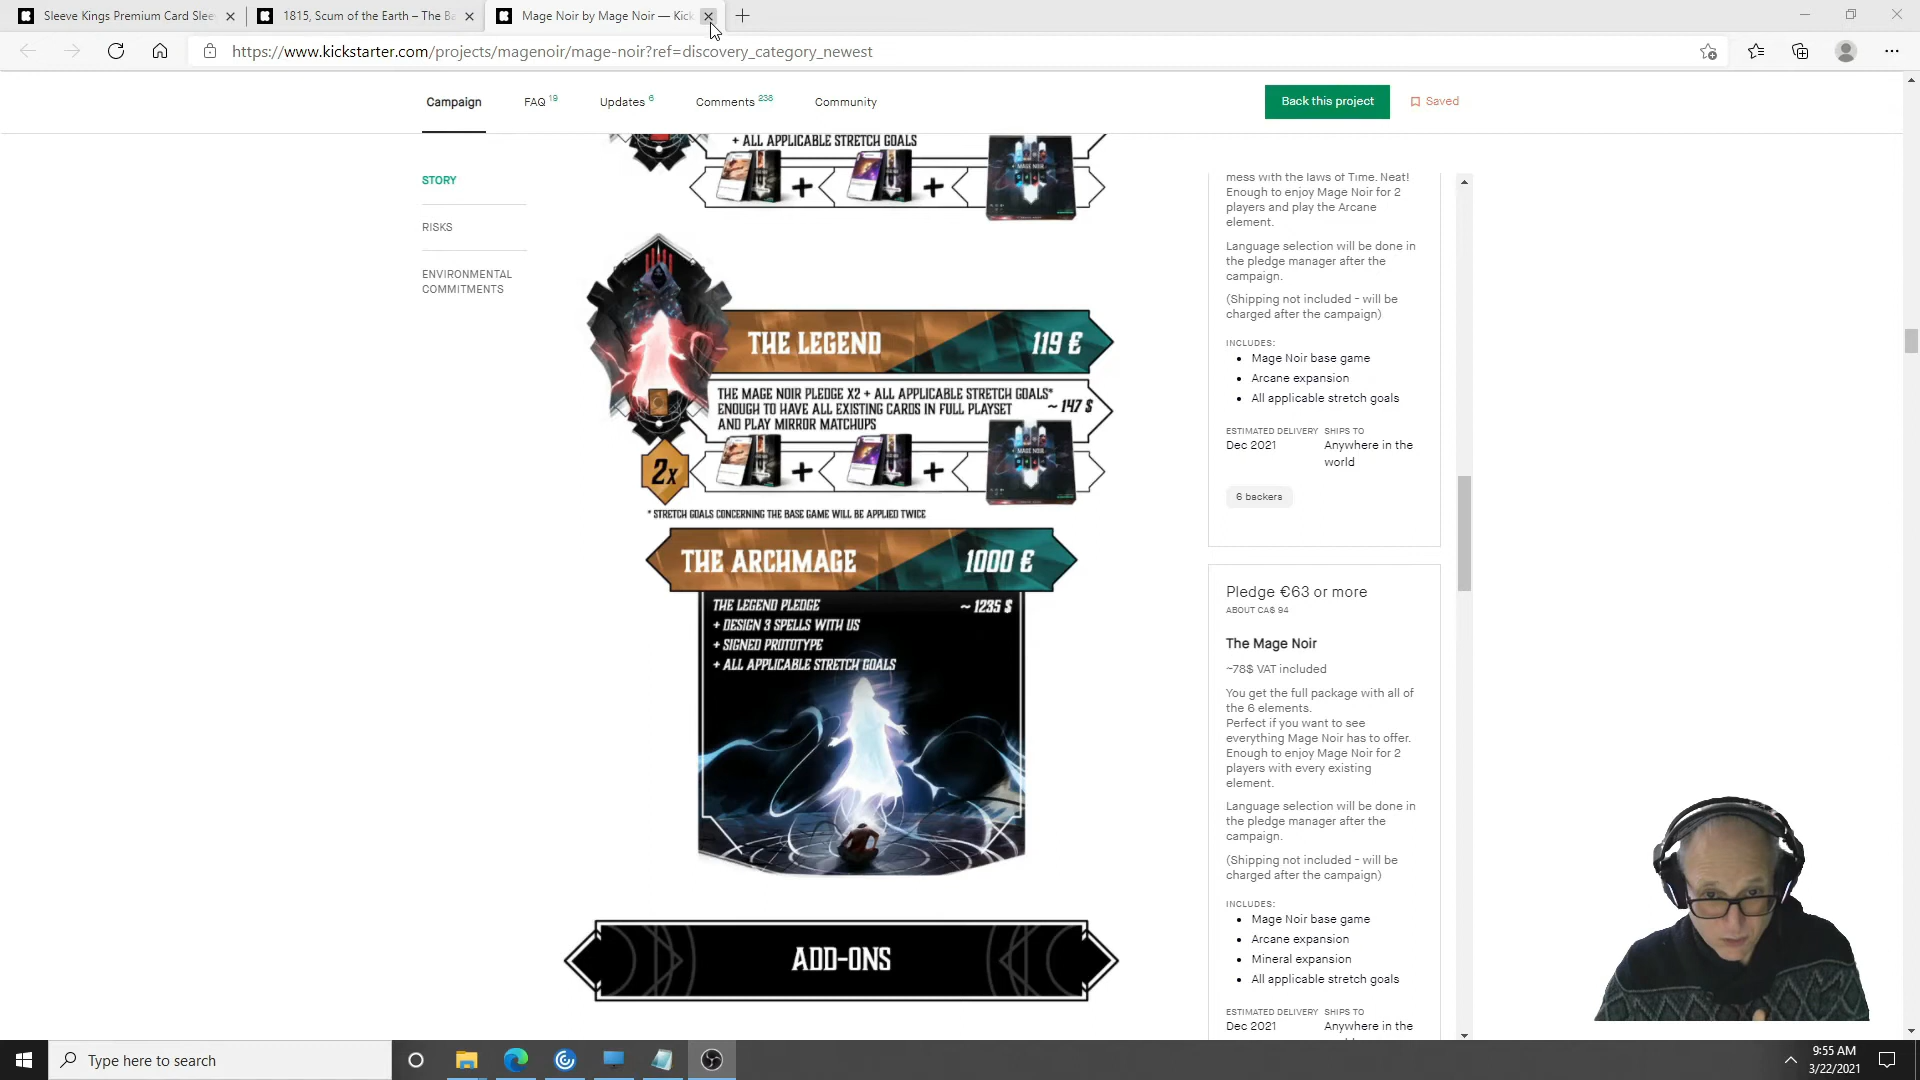 Sleeve Kings Premium Card Slee
1815, Scum of the Earth – The Ba
Mage Noir by Mage Noir — Kick
https://www.kickstarter.com/projects/magenoir/mage-noir?ref=discovery_category_newest
Campaign
FAQ 19
Updates 6
Comments 238
Community
Back this project
Saved
STORY
RISKS
ENVIRONMENTAL
COMMITMENTS
+ ALL APPLICABLE STRETCH GOALS
MAGE NOIR
THE LEGEND
119 €
THE MAGE NOIR PLEDGE X2 + ALL APPLICABLE STRETCH GOALS*
ENOUGH TO HAVE ALL EXISTING CARDS IN FULL PLAYSET
AND PLAY MIRROR MATCHUPS
~ 147 $
2x
MAGE NOIR
* STRETCH GOALS CONCERNING THE BASE GAME WILL BE APPLIED TWICE
THE ARCHMAGE
1000 €
THE LEGEND PLEDGE
~ 1235 $
+ DESIGN 3 SPELLS WITH US
+ SIGNED PROTOTYPE
+ ALL APPLICABLE STRETCH GOALS
ADD-ONS
mess with the laws of Time. Neat!
Enough to enjoy Mage Noir for 2
players and play the Arcane
element.
Language selection will be done in
the pledge manager after the
campaign.
(Shipping not included - will be
charged after the campaign)
INCLUDES:
Mage Noir base game
Arcane expansion
All applicable stretch goals
ESTIMATED DELIVERY
Dec 2021
SHIPS TO
Anywhere in the
world
6 backers
Pledge €63 or more
ABOUT CA$ 94
The Mage Noir
~78$ VAT included
You get the full package with all of
the 6 elements.
Perfect if you want to see
everything Mage Noir has to offer.
Enough to enjoy Mage Noir for 2
players with every existing
element.
Language selection will be done in
the pledge manager after the
campaign.
(Shipping not included - will be
charged after the campaign)
INCLUDES:
Mage Noir base game
Arcane expansion
Mineral expansion
All applicable stretch goals
ESTIMATED DELIVERY
Dec 2021
SHIPS TO
Anywhere in the
Type here to search
9:55 AM
3/22/2021